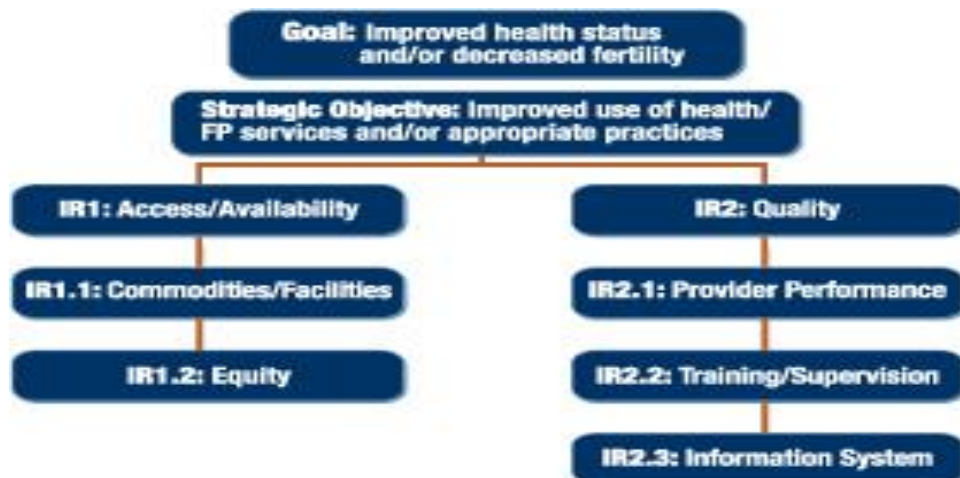 Goal: Improved health status
and/or decreased fertility
Strategic Objective: Improved use of health/
FP services and/or appropriate practices
IR1: Access/Availability
IR2: Quality
IR1.1: Commodities/Facilities
IR2.1: Provider Performance
IR1.2: Equity
IR2.2: Training/Supervision
IR2.3: Information System